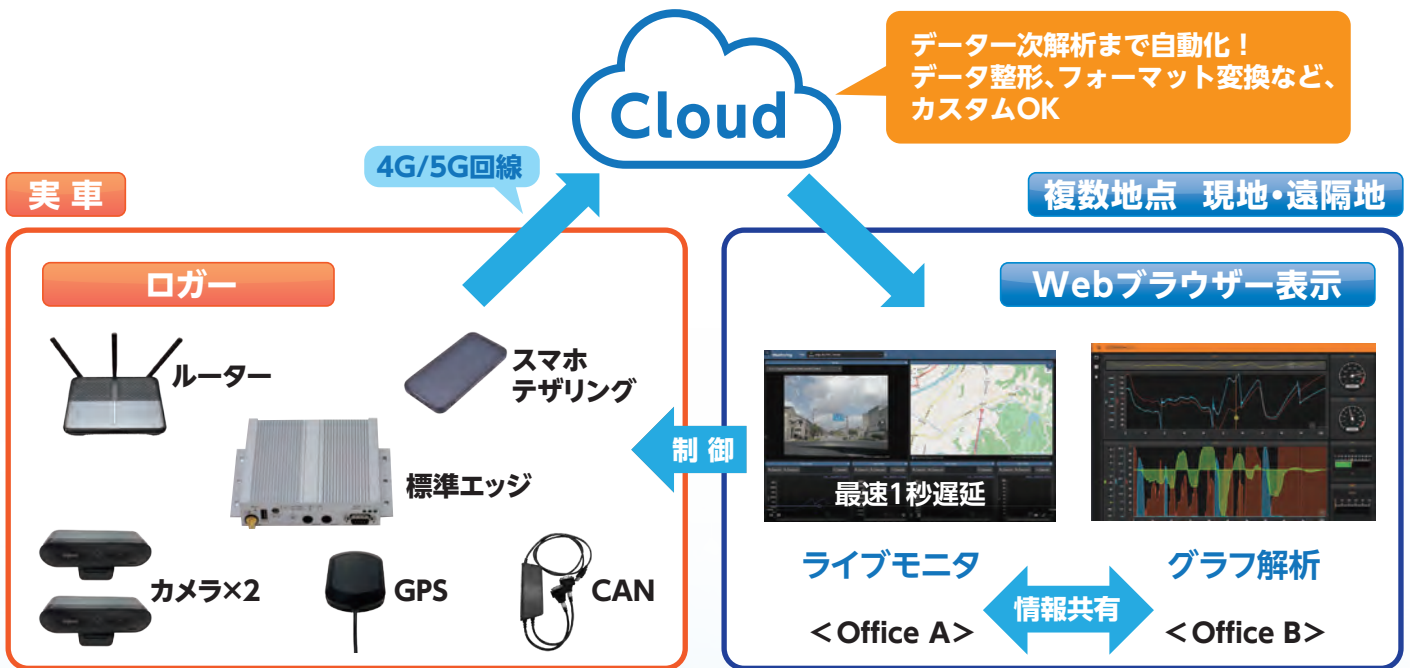 Cloud
データ一次解析まで自動化！
データ整形、フォーマット変換など、
カスタムOK
4G/5G回線
実車
複数地点 現地・遠隔地
ロガー
Webブラウザー表示
ルーター
スマホ
テザリング
標準エッジ
カメラ×2
GPS
CAN
制御
最速1秒遅延
ライブモニタ
グラフ解析
情報共有
＜Office A＞
＜Office B＞